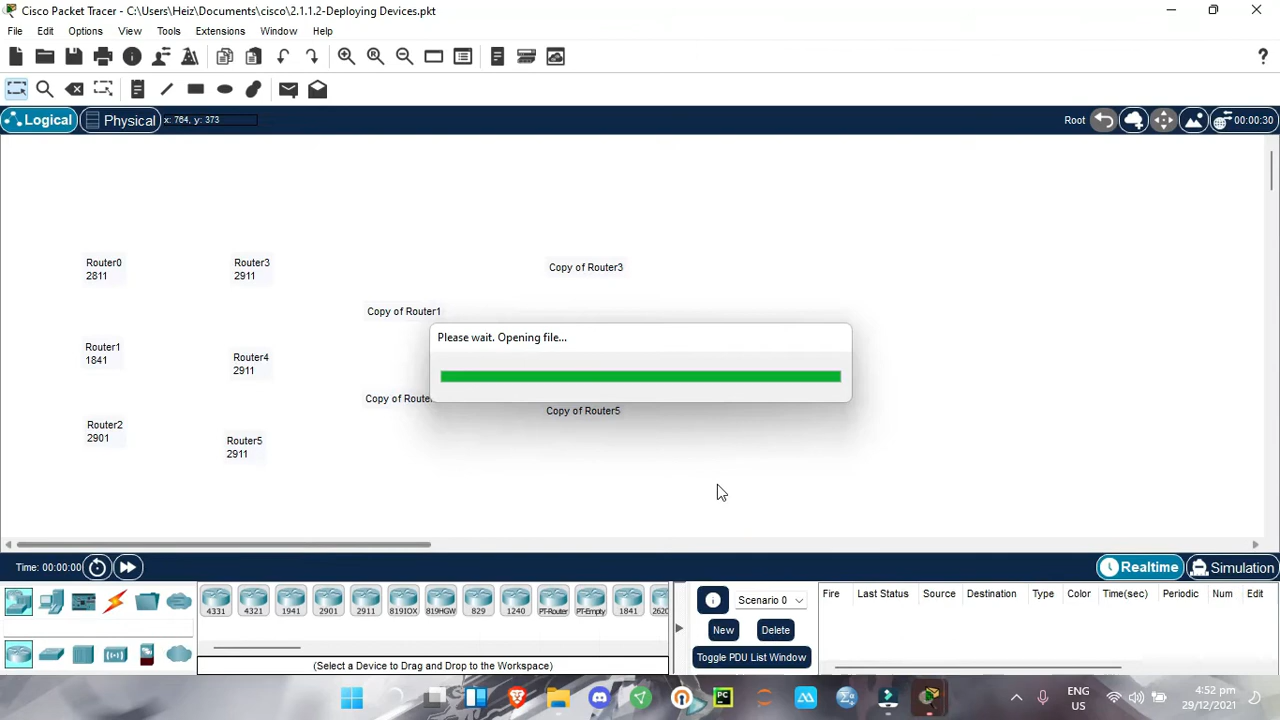 Cisco Packet Tracer - C:\Users\Heiz\Documents\cisco\2.1.1.2-Deploying Devices.pkt
File Edit Options View Tools Extensions Window Help
?
Logical Physical x: 764, y: 373 Root 00:00:30
Router0
2811
Router3
2911
Copy of Router3
Copy of Router1
Please wait. Opening file...
Router1
1841
Router4
2911
Copy of Route
Copy of Router5
Router2
2901
Router5
2911
Time: 00:00:00 Realtime Simulation
4331 4321 1941 2901 2911 819IOX 819HGW 829 1240 PT-Router PT-Empty 1841 2620
(Select a Device to Drag and Drop to the Workspace)
Scenario 0
New Delete
Toggle PDU List Window
Fire Last Status Source Destination Type Color Time(sec) Periodic Num Edit
PC
ENG
US
4:52 pm
29/12/2021